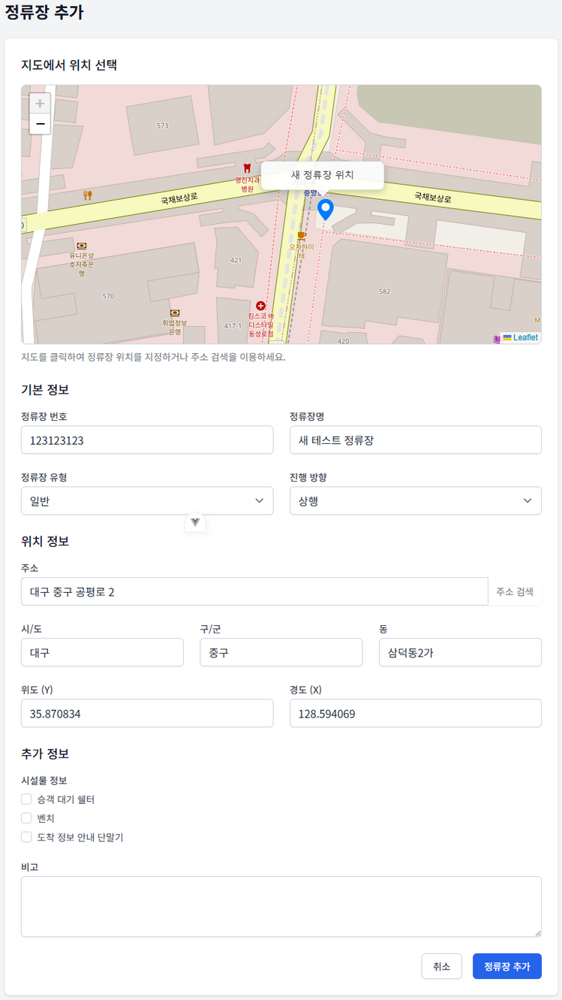 정류장 추가
지도에서 위치 선택
+
−
573
명진치과
병원
새 정류장 위치
국채보상로
국채보상로
유니온상
호저축은
행
오차야미
테
421
570
582
취업정보
은행
417-1
킴스코 바
디스타일
동성로점
420
Leaflet
지도를 클릭하여 정류장 위치를 지정하거나 주소 검색을 이용하세요.
기본 정보
정류장 번호
정류장명
123123123
새 테스트 정류장
정류장 유형
진행 방향
일반
상행
위치 정보
주소
대구 중구 공평로 2
주소 검색
시/도
구/군
동
대구
중구
삼덕동2가
위도 (Y)
경도 (X)
35.870834
128.594069
추가 정보
시설물 정보
승객 대기 쉘터
벤치
도착 정보 안내 단말기
비고
취소
정류장 추가